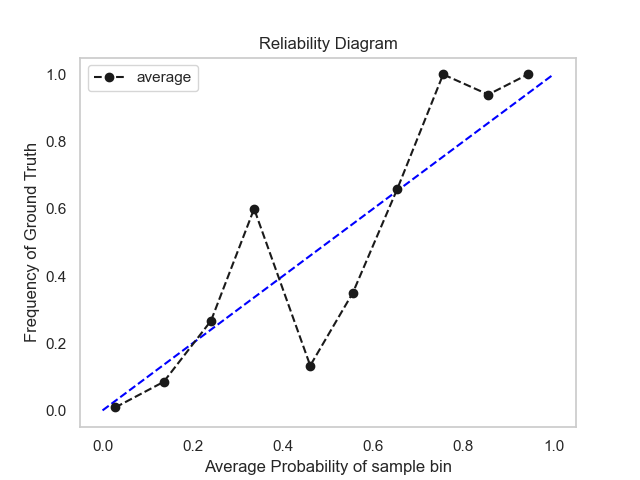 Reliability Diagram
average
Frequency of Ground Truth
1.0
0.8
0.6
0.4
0.2
0.0
0.0 0.2 0.4 0.6 0.8 1.0
Average Probability of sample bin